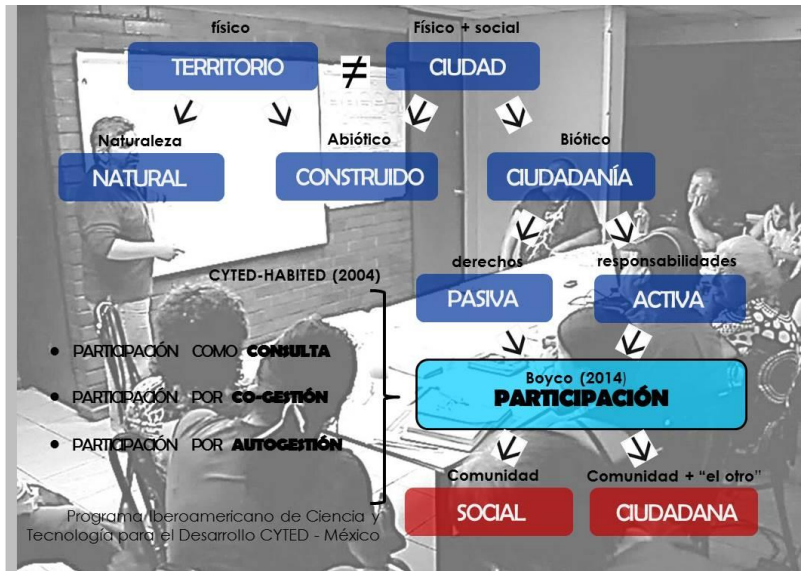 físico
Físico + social
TERRITORIO ≠ CIUDAD
Naturaleza
Abiótico
Biótico
NATURAL
CONSTRUIDO
CIUDADANÍA
derechos
responsabilidades
PASIVA
ACTIVA
CYTED-HABITED (2004)
• PARTICIPACIÓN COMO CONSULTA
• PARTICIPACIÓN POR CO-GESTIÓN
• PARTICIPACIÓN POR AUTOGESTIÓN
Programa Iberoamericano de Ciencia y
Tecnología para el Desarrollo CYTED - México
Boyco (2014)
PARTICIPACIÓN
Comunidad
Comunidad + “el otro”
SOCIAL
CIUDADANA